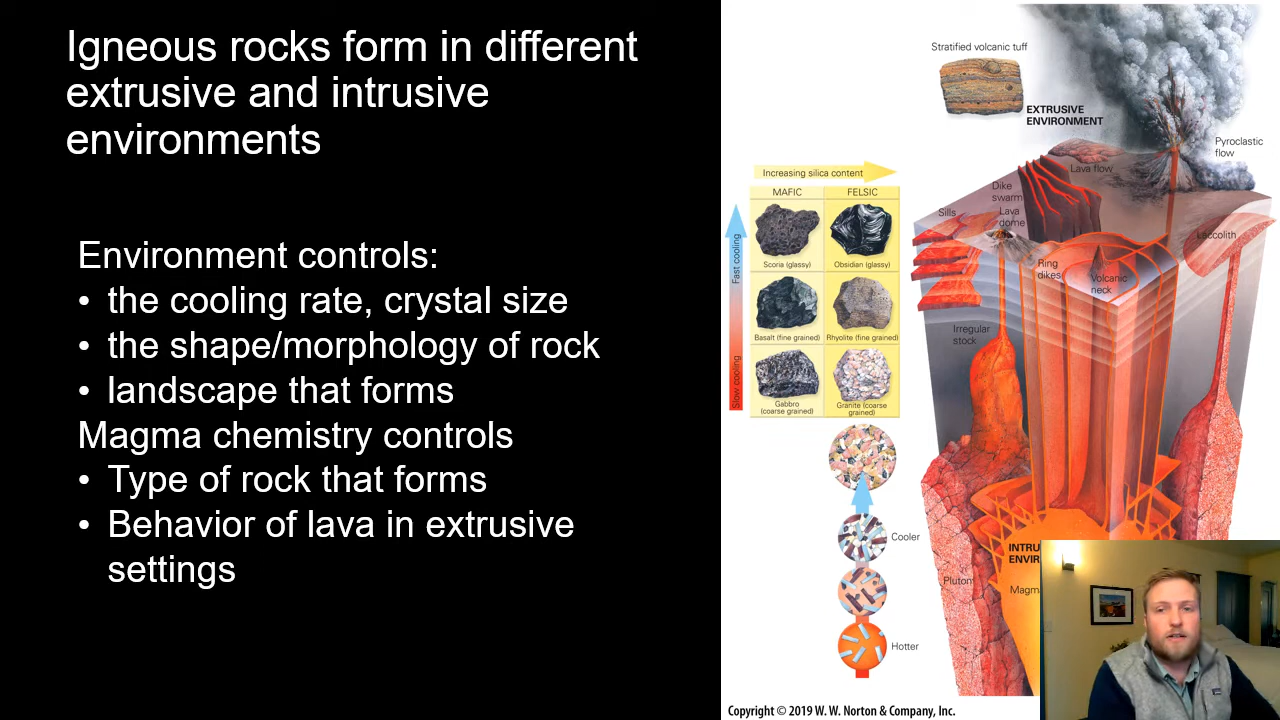 Igneous rocks form in different
extrusive and intrusive
environments
Environment controls:
• the cooling rate, crystal size
• the shape/morphology of rock
• landscape that forms
Magma chemistry controls
• Type of rock that forms
• Behavior of lava in extrusive
settings
Stratified volcanic tuff
EXTRUSIVE
ENVIRONMENT
Pyroclastic
flow
Lava flow
Dike
swarm
Sills
Lava
dome
Laccolith
Ring
dikes
Volcanic
neck
Irregular
stock
Increasing silica content
MAFIC
FELSIC
Fast cooling
Slow cooling
Scoria (glassy)
Obsidian (glassy)
Basalt (fine grained)
Rhyolite (fine grained)
Gabbro
(coarse grained)
Granite (coarse
grained)
Cooler
Hotter
INTRU
ENVIR
Pluton
Magm
Copyright © 2019 W. W. Norton & Company, Inc.